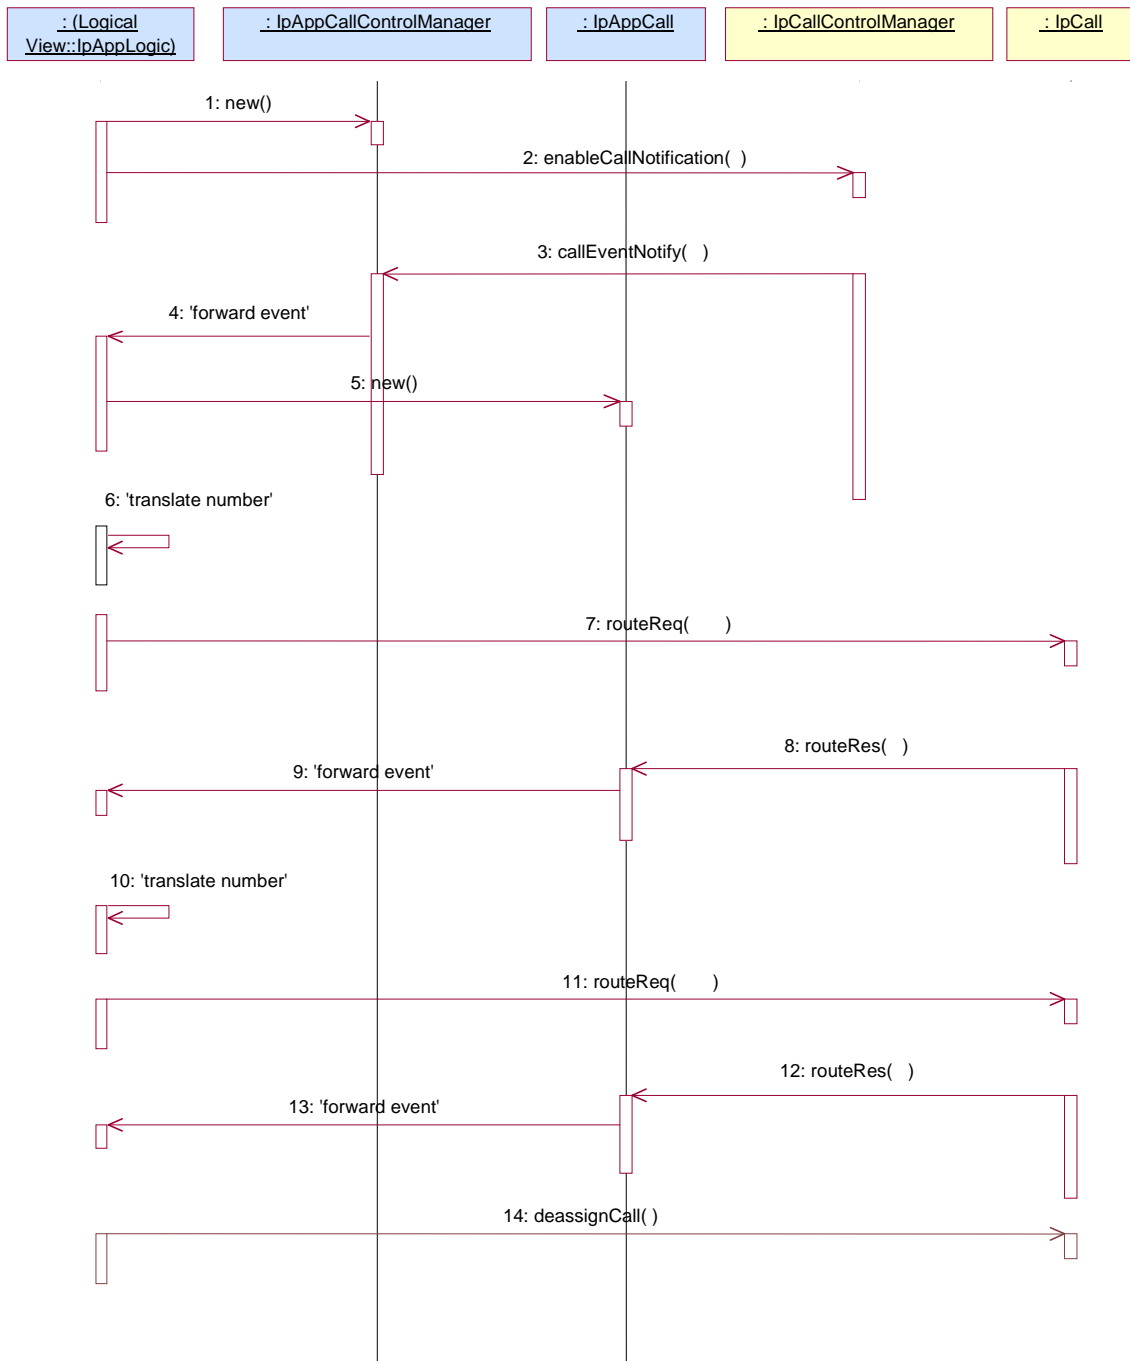 : (Logical
View::IpAppLogic)
: IpAppCallControlManager
: IpAppCall
: IpCallControlManager
: IpCall
1: new()
2: enableCallNotification(  )
3: callEventNotify(   )
4: 'forward event'
5: new()
6: 'translate number'
7: routeReq(       )
8: routeRes(   )
9: 'forward event'
10: 'translate number'
11: routeReq(       )
12: routeRes(   )
13: 'forward event'
14: deassignCall( )